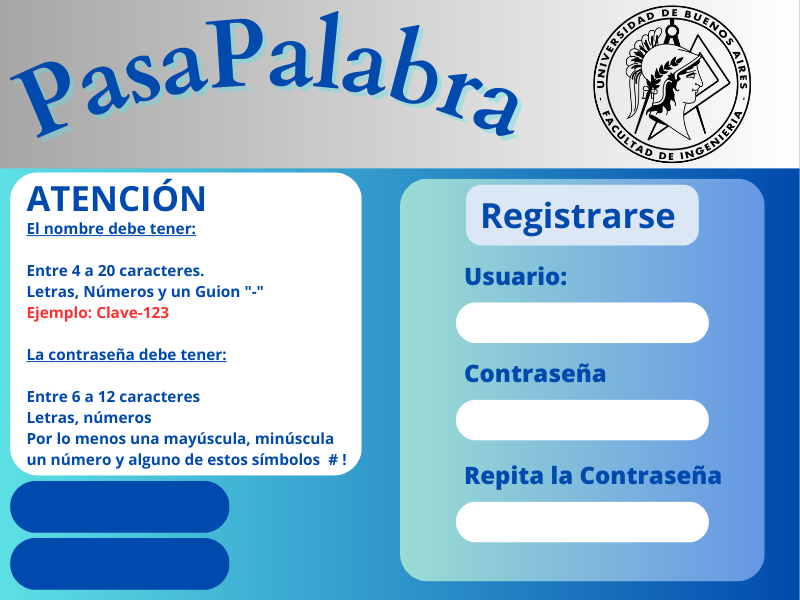 PasaPalabra
UNIVERSIDAD DE BUENOS AIRES
- FACULTAD DE INGENIERIA -
ATENCIÓN
El nombre debe tener:
Entre 4 a 20 caracteres.
Letras, Números y un Guion "-"
Ejemplo: Clave-123
La contraseña debe tener:
Entre 6 a 12 caracteres
Letras, números
Por lo menos una mayúscula, minúscula
un número y alguno de estos símbolos # !
Registrarse
Usuario:
Contraseña
Repita la Contraseña